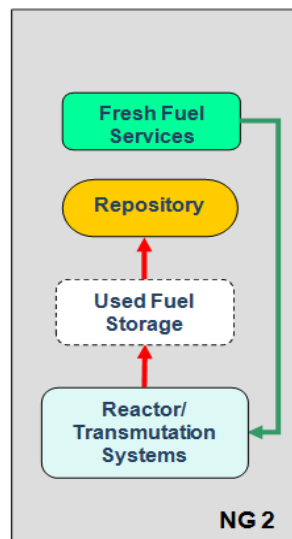 Fresh Fuel
Services
Repository
Used Fuel
Storage
Reactor/
Transmutation
Systems
NG 2